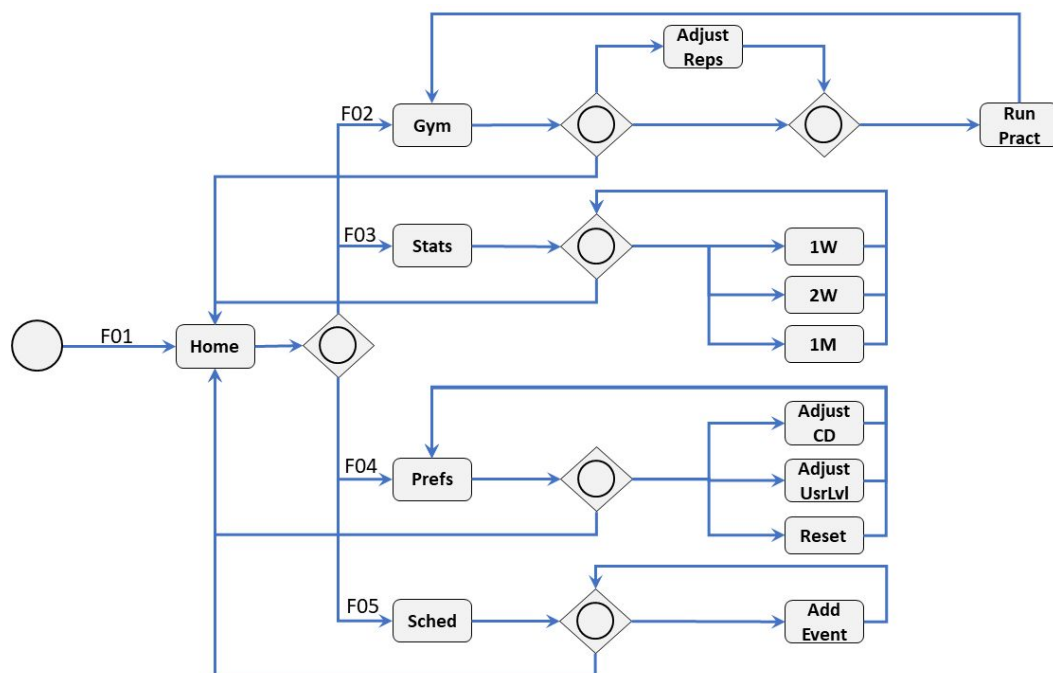 Adjust
Reps
F02
Gym
Run
Pract
F03
Stats
1W
2W
F01
Home
1M
Adjust
CD
F04
Prefs
Adjust
UsrLvl
Reset
F05
Sched
Add
Event